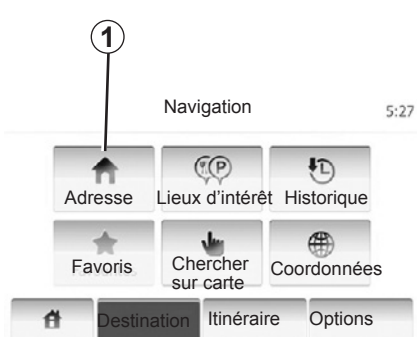 1
Navigation
5:27
Adresse
Lieux d'intérêt
Historique
Favoris
Chercher
sur carte
Coordonnées
Destination
Itinéraire
Options